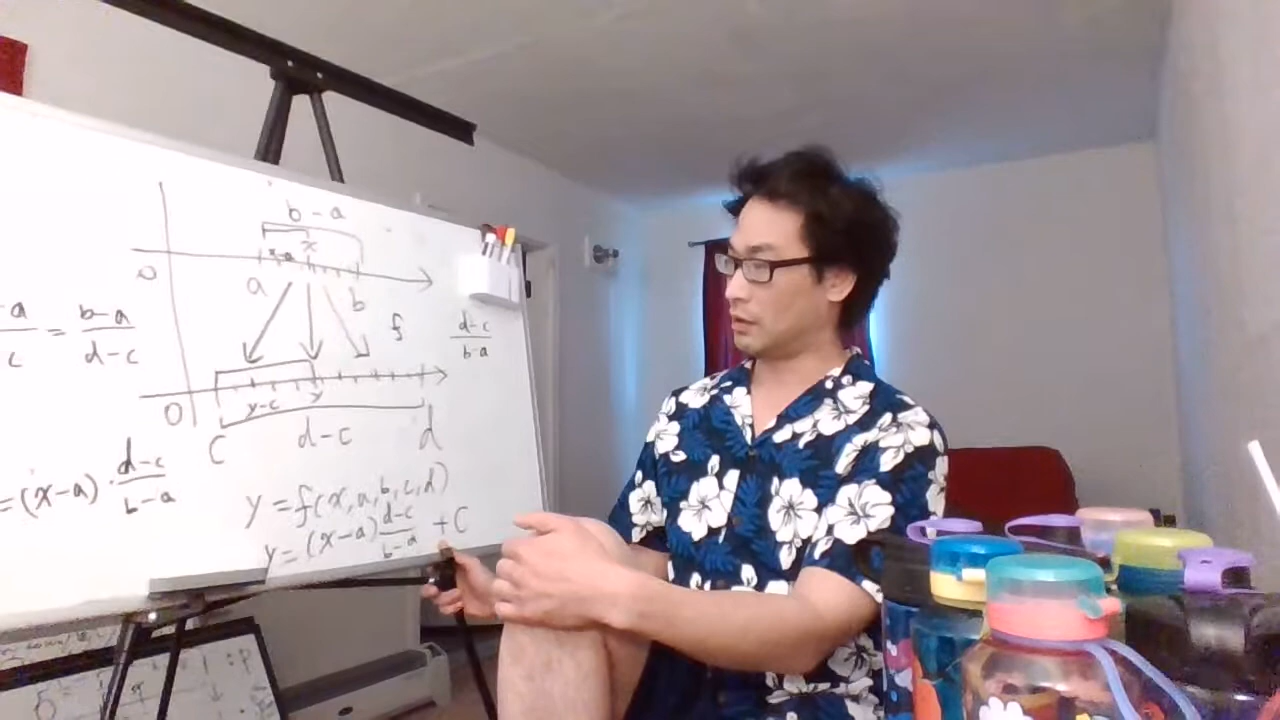 b-a
x
x-a
0
a
b
-a/c = b-a/d-c
f
d-c/b-a
y-c
y
0
c
d-c
d
=(x-a)·d-c/b-a
y=f(x,a,b,c,d)
y=(x-a)d-c/b-a+C